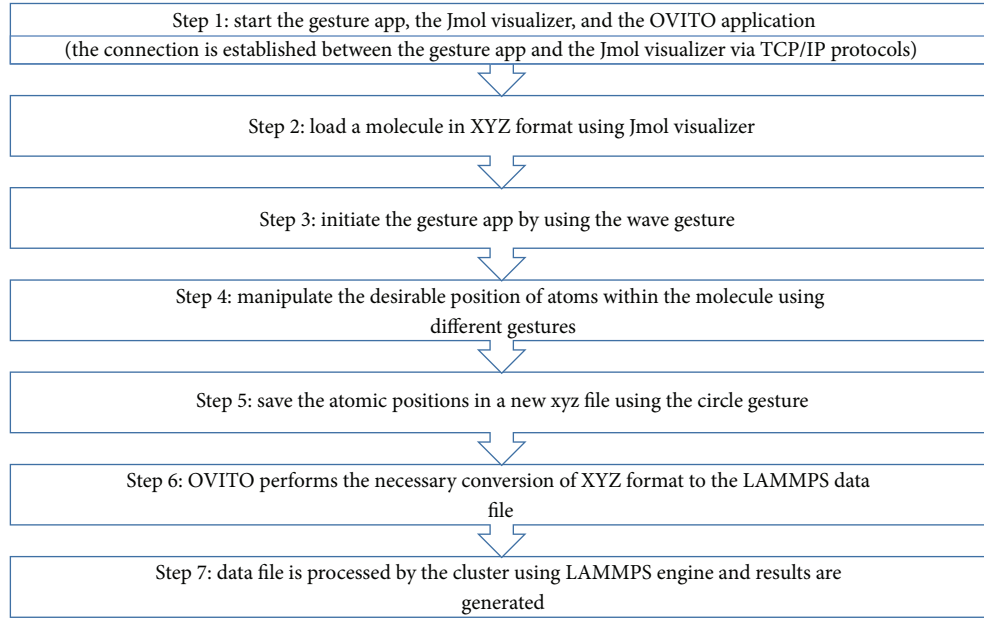 Step 1: start the gesture app, the Jmol visualizer, and the OVITO application
(the connection is established between the gesture app and the Jmol visualizer via TCP/IP protocols)
Step 2: load a molecule in XYZ format using Jmol visualizer
Step 3: initiate the gesture app by using the wave gesture
Step 4: manipulate the desirable position of atoms within the molecule using
different gestures
Step 5: save the atomic positions in a new xyz file using the circle gesture
Step 6: OVITO performs the necessary conversion of XYZ format to the LAMMPS data
file
Step 7: data file is processed by the cluster using LAMMPS engine and results are
generated